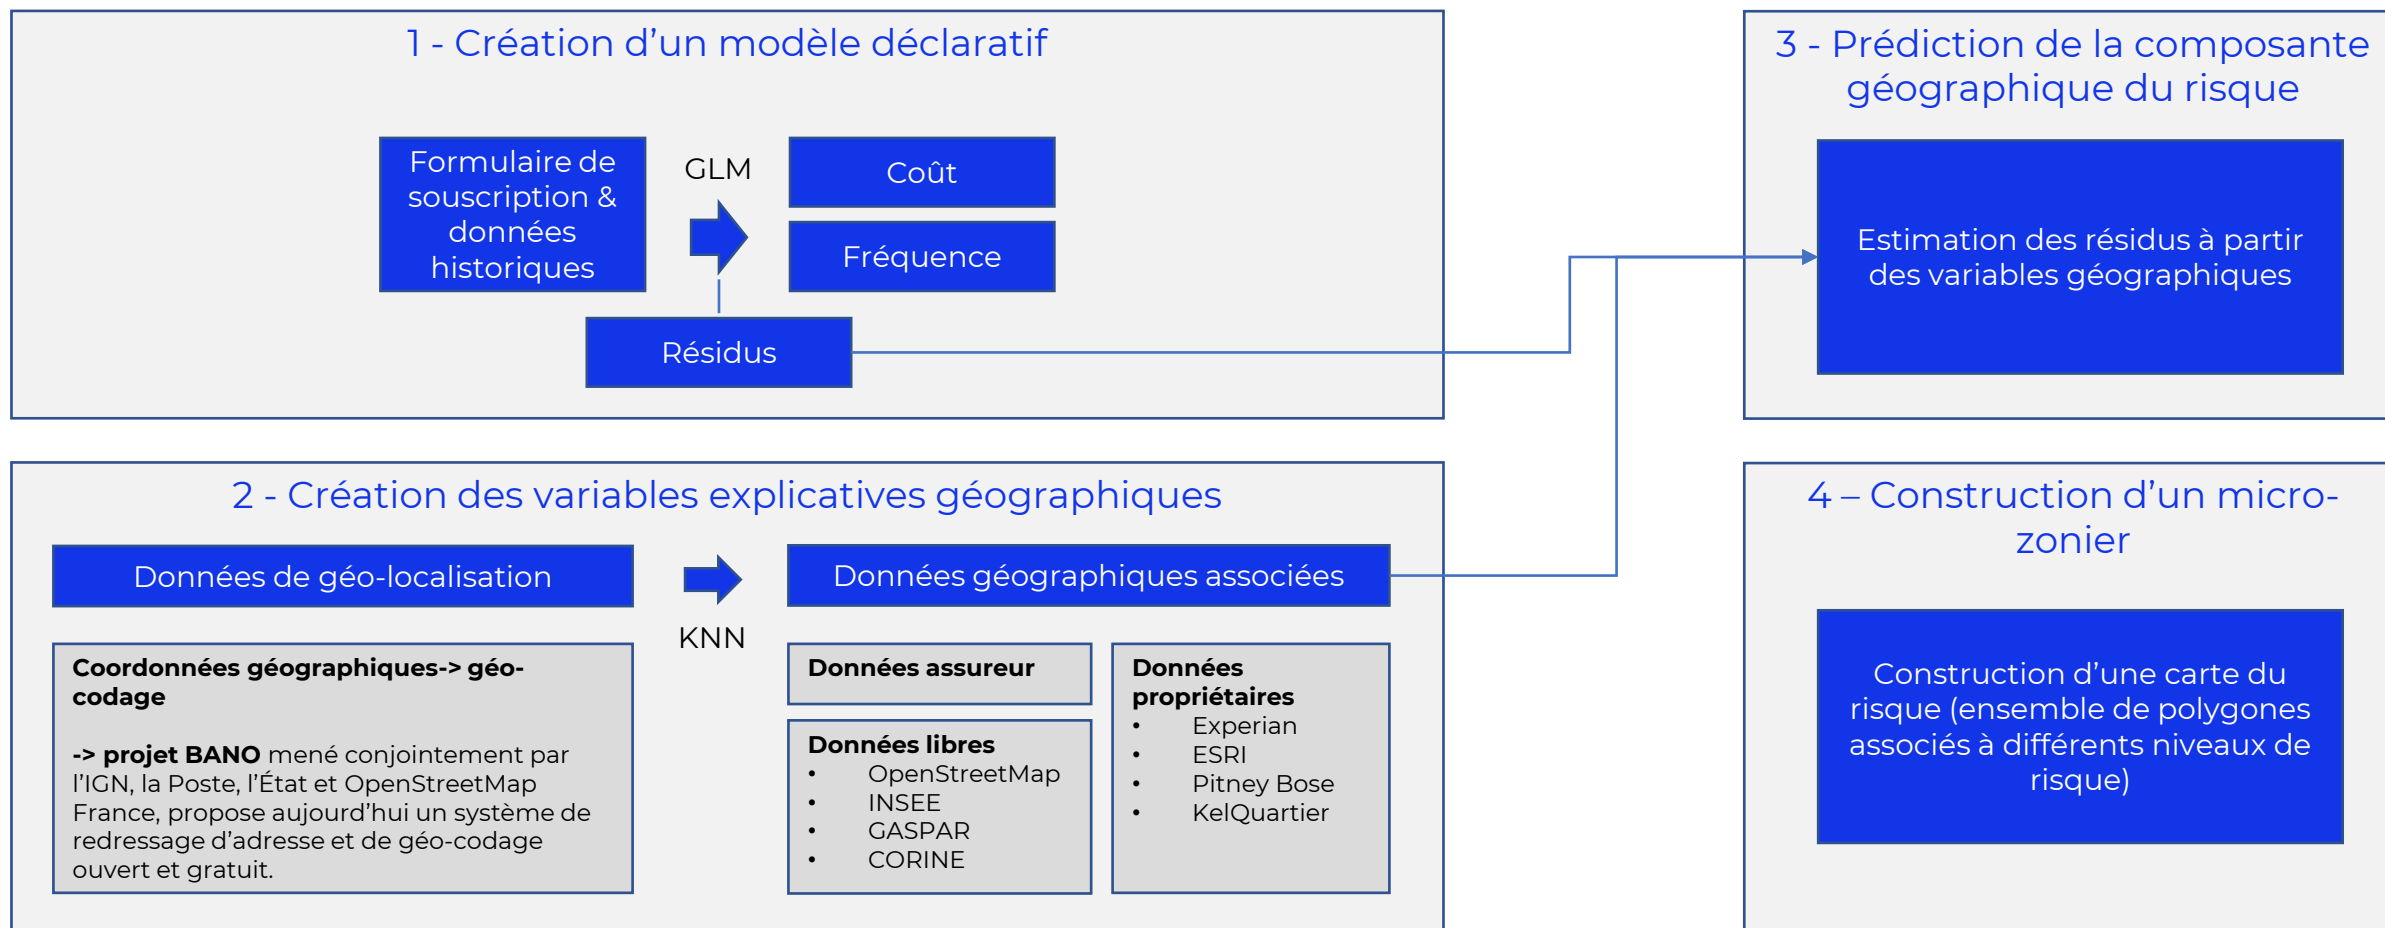 1 - Création d'un modèle déclaratif
Formulaire de
souscription &
données
historiques
GLM
Coût
Fréquence
Résidus
2 - Création des variables explicatives géographiques
Données de géo-localisation
KNN
Données géographiques associées
Coordonnées géographiques-> géo-
codage
-> projet BANO mené conjointement par
l'IGN, la Poste, l'État et OpenStreetMap
France, propose aujourd'hui un système de
redressage d'adresse et de géo-codage
ouvert et gratuit.
Données assureur
Données libres
• OpenStreetMap
• INSEE
• GASPAR
• CORINE
Données
propriétaires
• Experian
• ESRI
• Pitney Bose
• KelQuartier
3 - Prédiction de la composante
géographique du risque
Estimation des résidus à partir
des variables géographiques
4 – Construction d'un micro-
zonier
Construction d'une carte du
risque (ensemble de polygones
associés à différents niveaux de
risque)